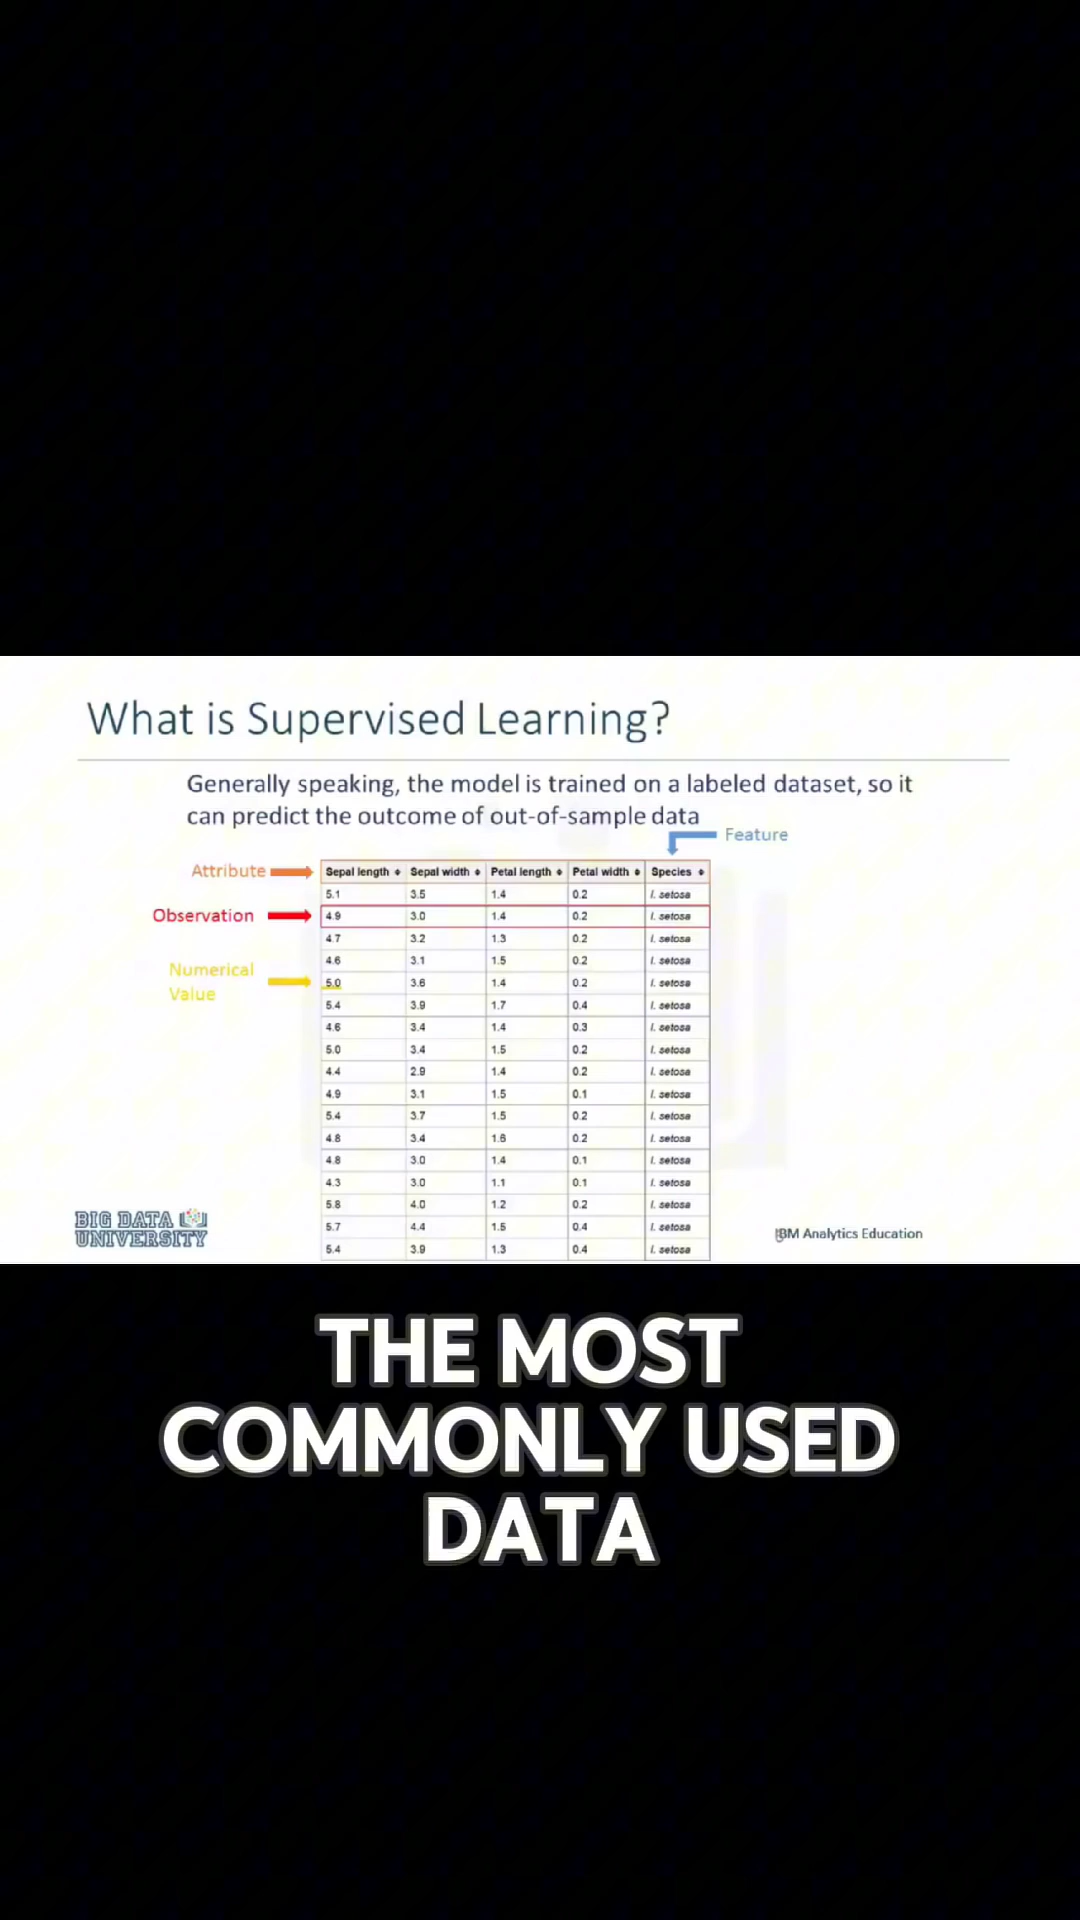 What is Supervised Learning?
Generally speaking, the model is trained on a labeled dataset, so it
can predict the outcome of out-of-sample data
Feature
Attribute
Sepal length Sepal width Petal length Petal width Species
5.1 3.5 1.4 0.2 I. setosa
Observation
4.9 3.0 1.4 0.2 I. setosa
4.7 3.2 1.3 0.2 I. setosa
4.6 3.1 1.5 0.2 I. setosa
Numerical
Value
5.0 3.6 1.4 0.2 I. setosa
5.4 3.9 1.7 0.4 I. setosa
4.6 3.4 1.4 0.3 I. setosa
5.0 3.4 1.5 0.2 I. setosa
4.4 2.9 1.4 0.2 I. setosa
4.9 3.1 1.5 0.1 I. setosa
5.4 3.7 1.5 0.2 I. setosa
4.8 3.4 1.6 0.2 I. setosa
4.8 3.0 1.4 0.1 I. setosa
4.3 3.0 1.1 0.1 I. setosa
5.8 4.0 1.2 0.2 I. setosa
5.7 4.4 1.5 0.4 I. setosa
5.4 3.9 1.3 0.4 I. setosa
BIG DATA
UNIVERSITY
IBM Analytics Education
THE MOST
COMMONLY USED
DATA